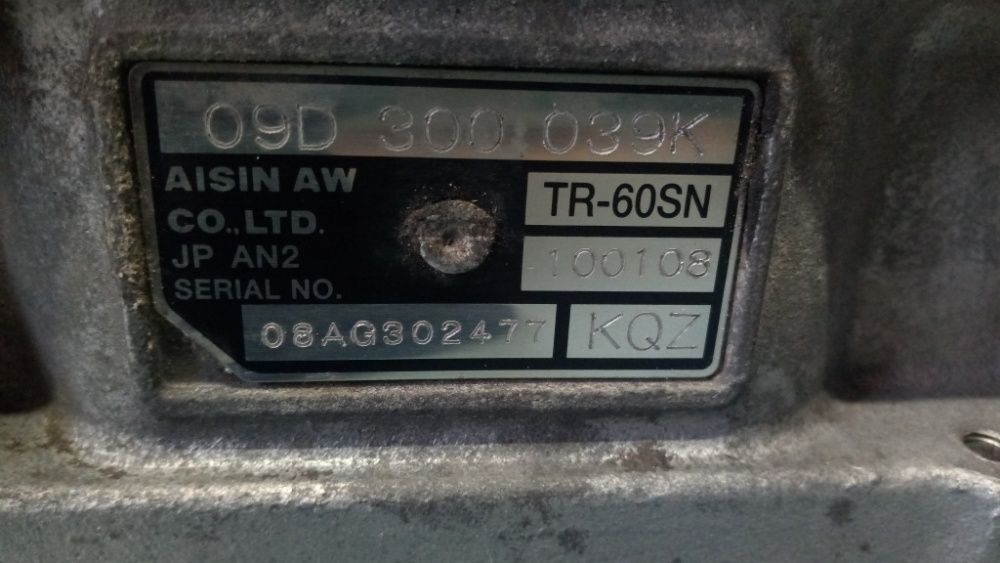 09D 300 039K
AISIN AW
CO.,LTD.
TR-60SN
JP AN2
100108
SERIAL NO.
08AG302477
KQZ